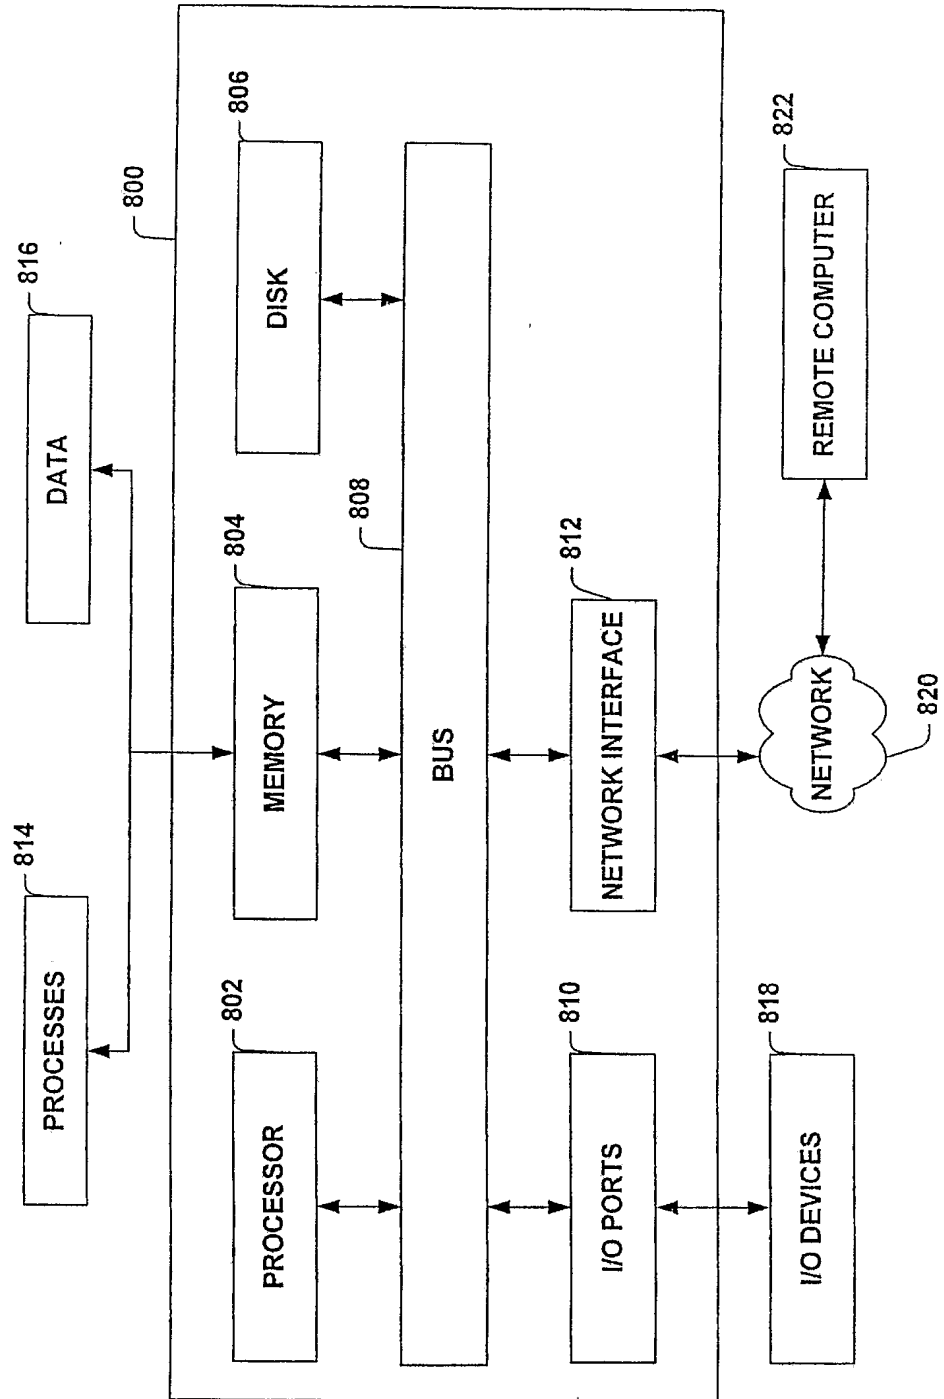 PROCESSES
814
DATA
816
800
PROCESSOR
802
MEMORY
804
DISK
806
BUS
808
I/O PORTS
810
NETWORK INTERFACE
812
I/O DEVICES
818
NETWORK
820
REMOTE COMPUTER
822